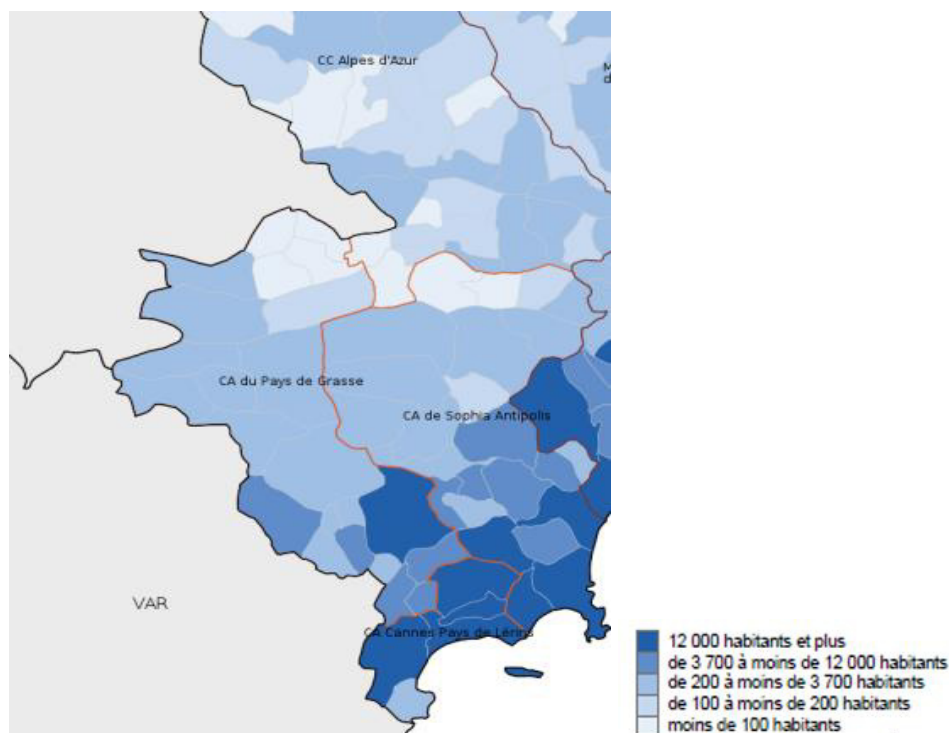 CC Alpes d'Azur
M
d
CA du Pays de Grasse
CA de Sophia Antipolis
VAR
CA Cannes Pays de Lérins
12 000 habitants et plus
de 3 700 à moins de 12 000 habitants
de 200 à moins de 3 700 habitants
de 100 à moins de 200 habitants
moins de 100 habitants